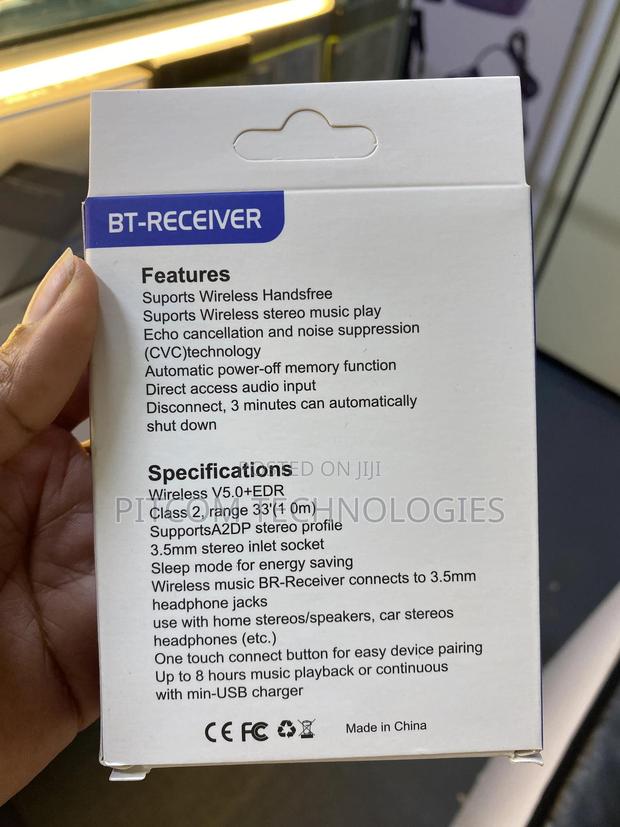 BT-RECEIVER
Features
Suports Wireless Handsfree
Suports Wireless stereo music play
Echo cancellation and noise suppression
(CVC)technology
Automatic power-off memory function
Direct access audio input
Disconnect, 3 minutes can automatically
shut down
Specifications
POSTED ON JIJI
Wireless V5.0+EDR
PITCOM TECHNOLOGIES
Class 2, range 33'(1 0m)
SupportsA2DP stereo profile
3.5mm stereo inlet socket
Sleep mode for energy saving
Wireless music BR-Receiver connects to 3.5mm
headphone jacks
use with home stereos/speakers, car stereos
headphones (etc.)
One touch connect button for easy device pairing
Up to 8 hours music playback or continuous
with min-USB charger
CE FC Made in China